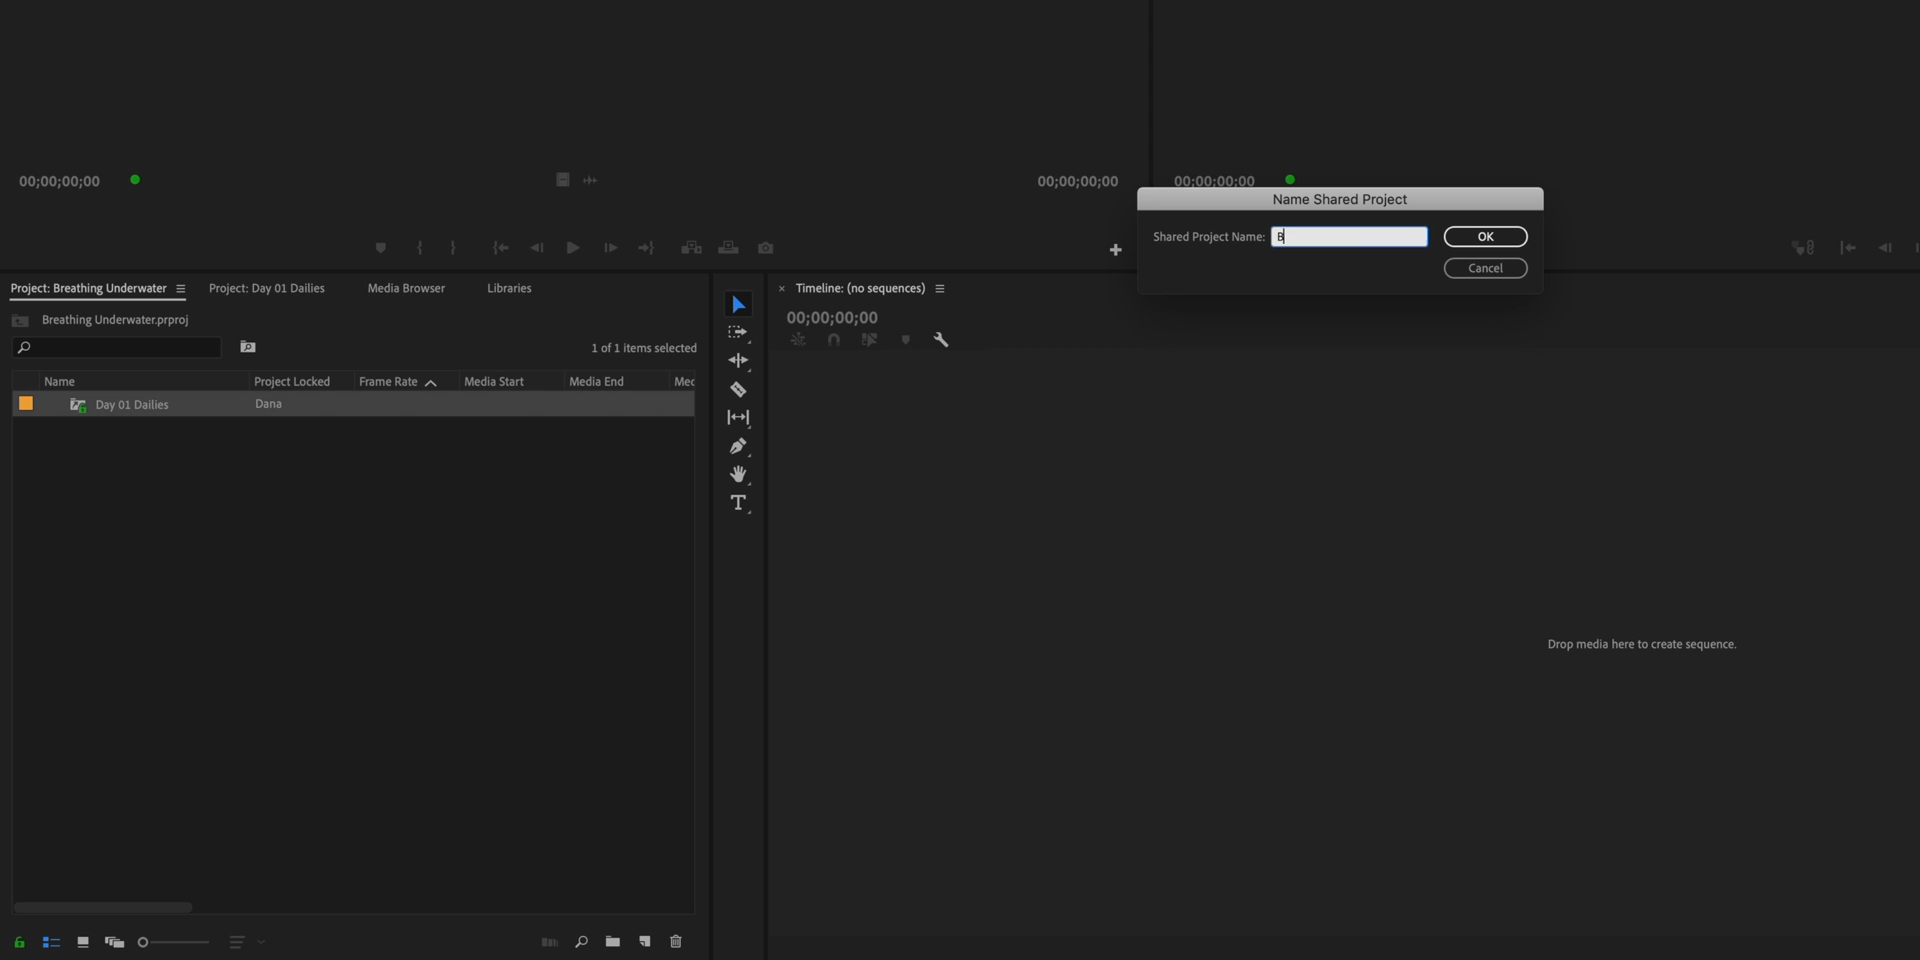 00;00;00;00
00;00;00;00
00;00;00;00
Name Shared Project
Shared Project Name: B
OK
Cancel
Project: Breathing Underwater
Project: Day 01 Dailies
Media Browser
Libraries
Breathing Underwater.prproj
1 of 1 items selected
Name
Project Locked
Frame Rate
Media Start
Media End
Med
Day 01 Dailies
Dana
Timeline: (no sequences)
00;00;00;00
Drop media here to create sequence.